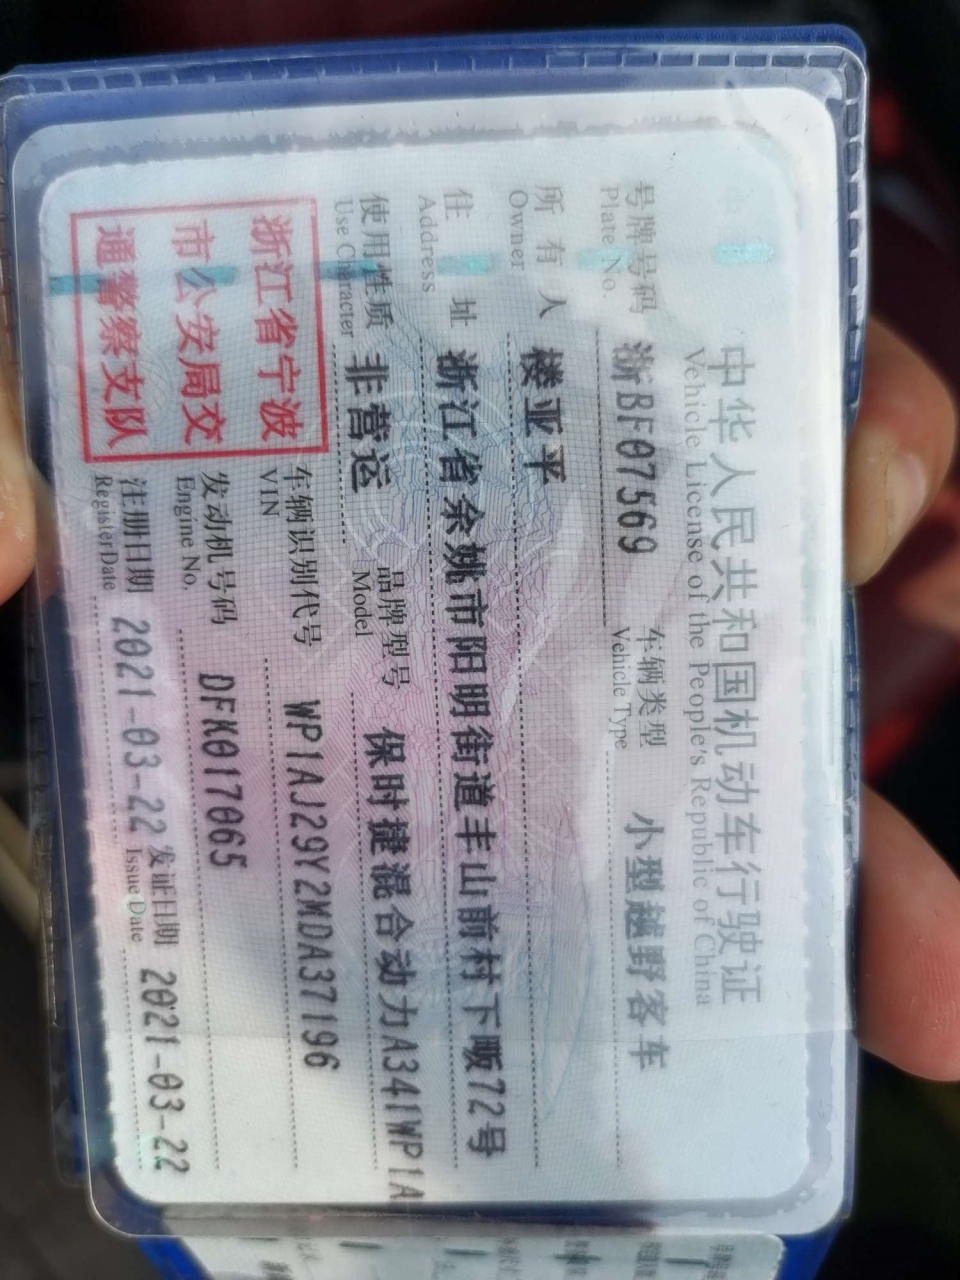 中华人民共和国机动车行驶证
Vehicle License of the People's Republic of China
号牌号码 浙BF07569 车辆类型 小型越野客车
Plate No. Vehicle Type
所有人 楼亚平
Owner
住址 浙江省余姚市阳明街道丰山前村下畈72号
Address
使用性质 非营运 品牌型号 保时捷混合动力A341WP1A
Use Character Model
浙江省宁波
市公安局交
通警察支队
车辆识别代号 WP1AJ29Y2MDA37196
VIN
发动机号码 DFK017065
Engine No.
注册日期 2021-03-22 发证日期 2021-03-22
Register Date Issue Date